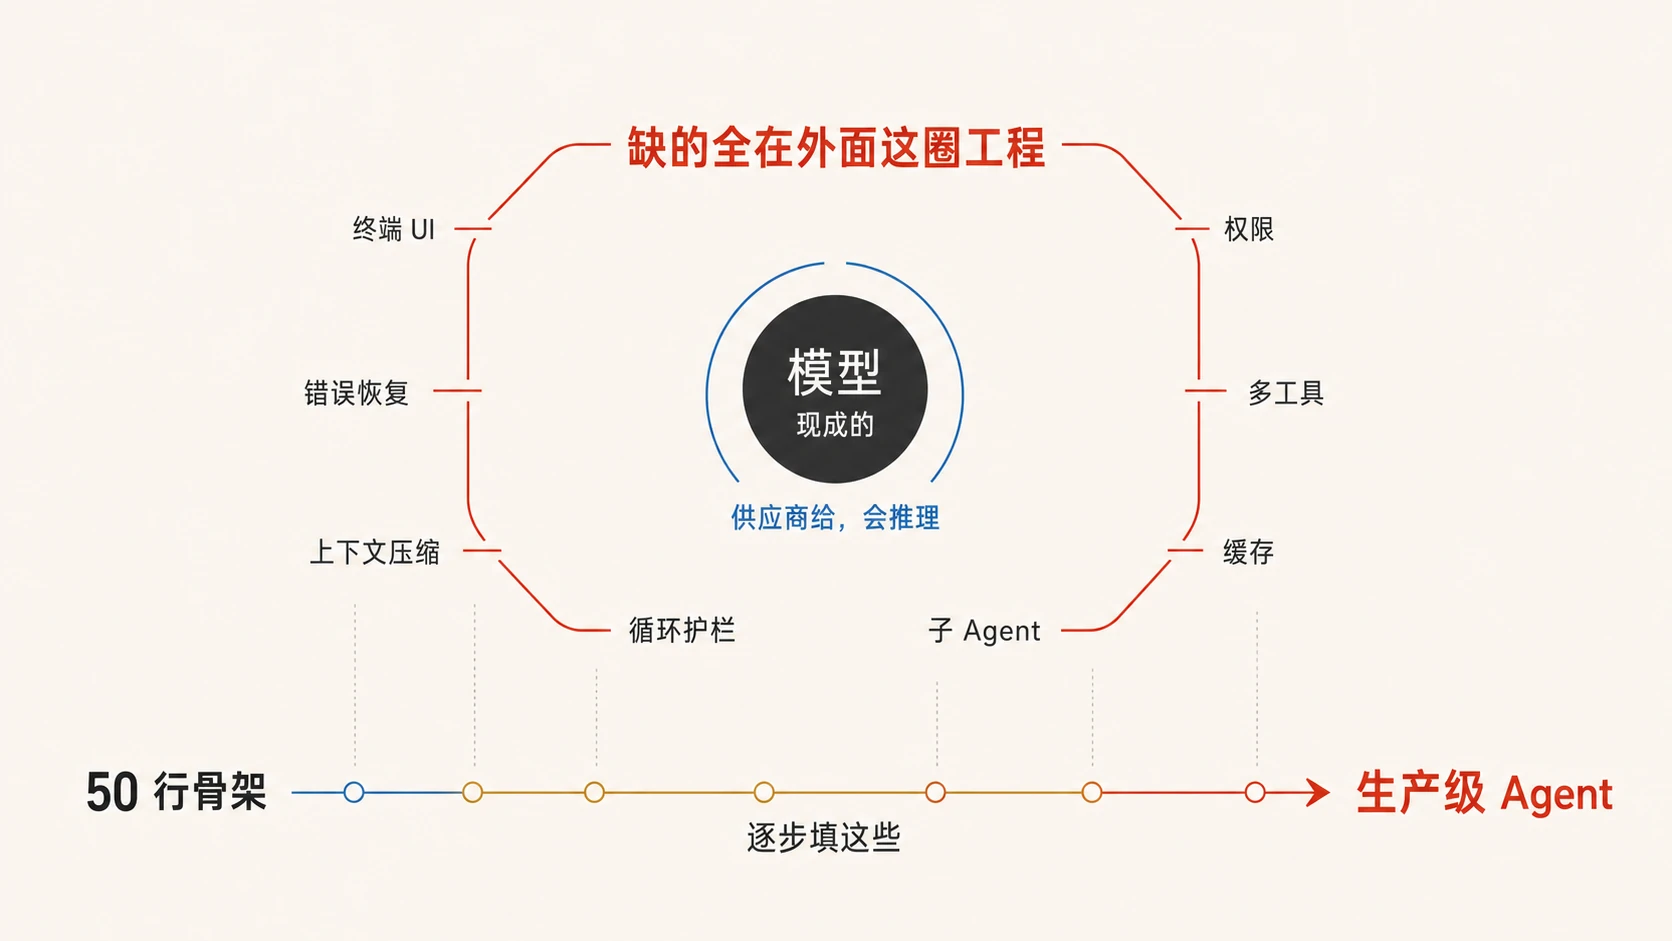 缺的全在外面这圈工程
终端 UI
权限
模型
现成的
错误恢复
多工具
供应商给，会推理
上下文压缩
缓存
循环护栏
子 Agent
50 行骨架
生产级 Agent
逐步填这些